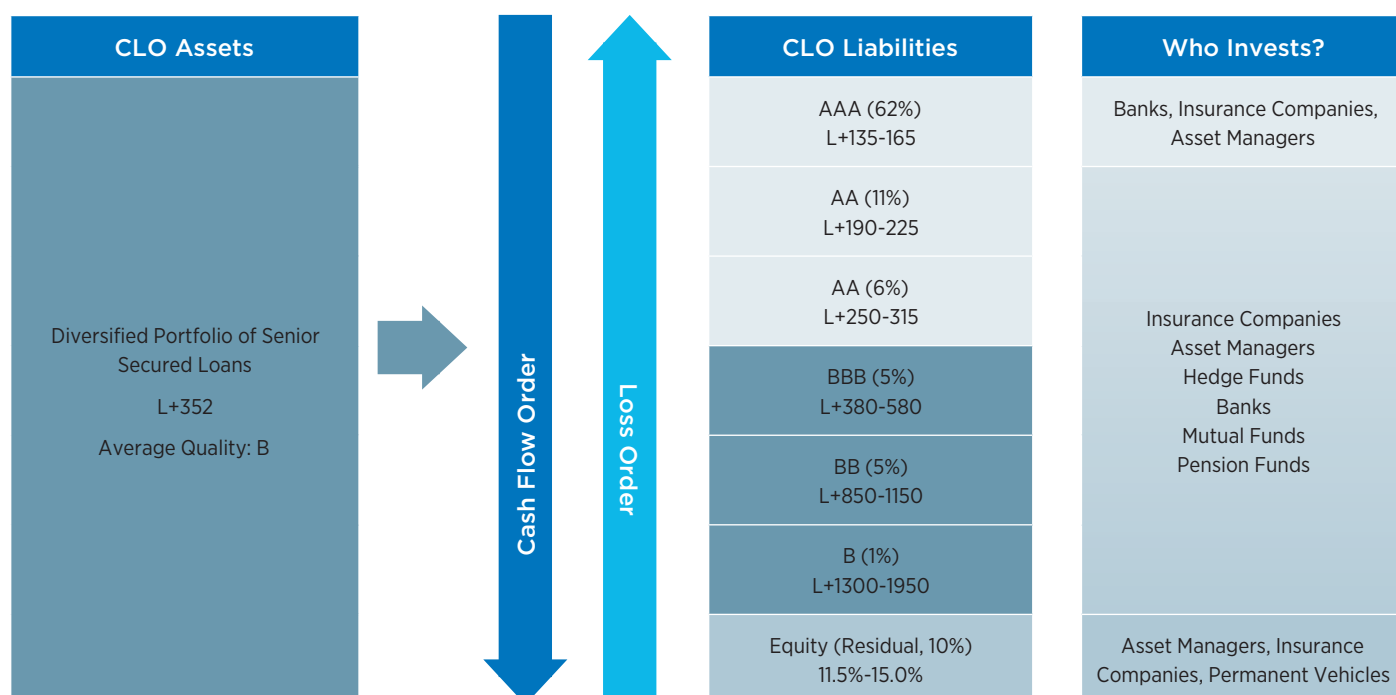 CLO Assets
Diversified Portfolio of Senior
Secured Loans
L+352
Average Quality: B
Cash Flow Order
Loss Order
CLO Liabilities
AAA (62%)
L+135-165
AA (11%)
L+190-225
AA (6%)
L+250-315
BBB (5%)
L+380-580
BB (5%)
L+850-1150
B (1%)
L+1300-1950
Equity (Residual, 10%)
11.5%-15.0%
Who Invests?
Banks, Insurance Companies,
Asset Managers
Insurance Companies
Asset Managers
Hedge Funds
Banks
Mutual Funds
Pension Funds
Asset Managers, Insurance
Companies, Permanent Vehicles